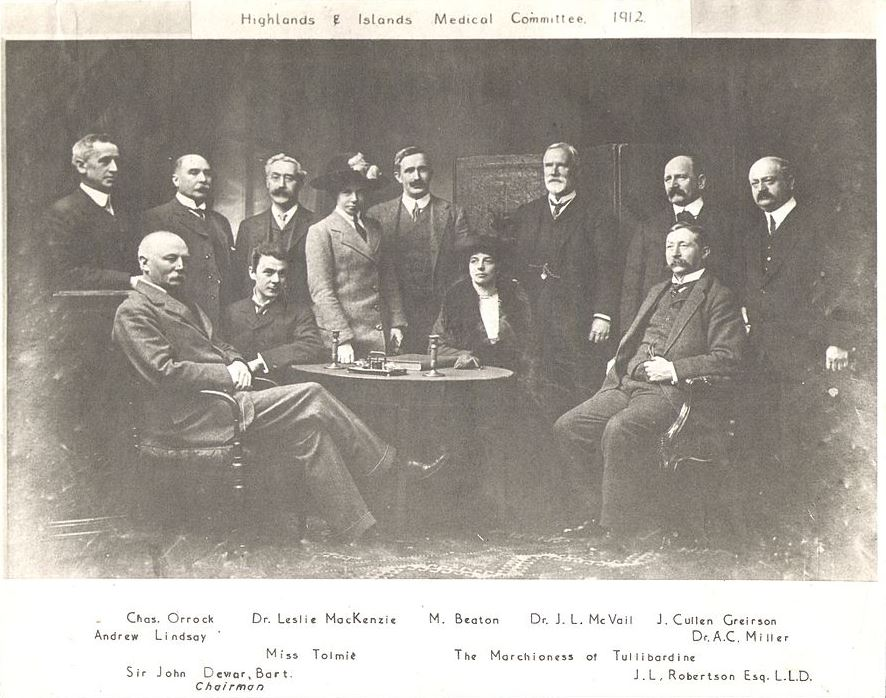 Highlands & Islands Medical Committee, 1912.
Chas. Orrock Dr. Leslie MacKenzie M. Beaton Dr. J. L. McVail J. Cullen Greirson
Andrew Lindsay Dr. A.C. Miller
Miss Tolmie The Marchioness of Tullibardine
Sir John Dewar, Bart. J.L. Robertson Esq. L.L.D.
Chairman